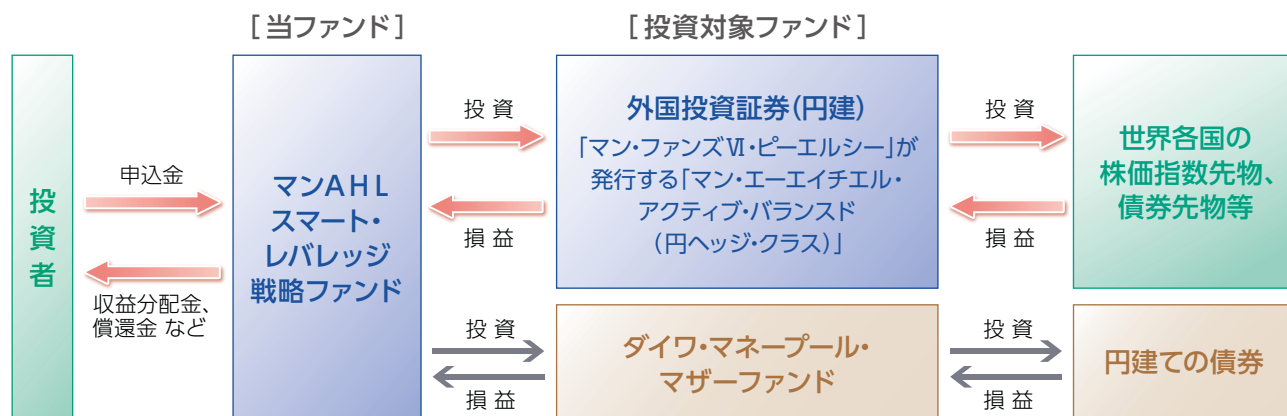 [当ファンド]
[投資対象ファンド]
投資者
申込金
収益分配金、
償還金 など
マンAHL
スマート・
レバレッジ
戦略ファンド
投 資
損 益
外国投資証券(円建)
「マン・ファンズⅥ・ピーエルシー」が
発行する「マン・エーエイチエル・
アクティブ・バランスド
(円ヘッジ・クラス)」
投 資
損 益
世界各国の
株価指数先物、
債券先物等
投 資
損 益
ダイワ・マネープール・
マザーファンド
投 資
損 益
円建ての債券